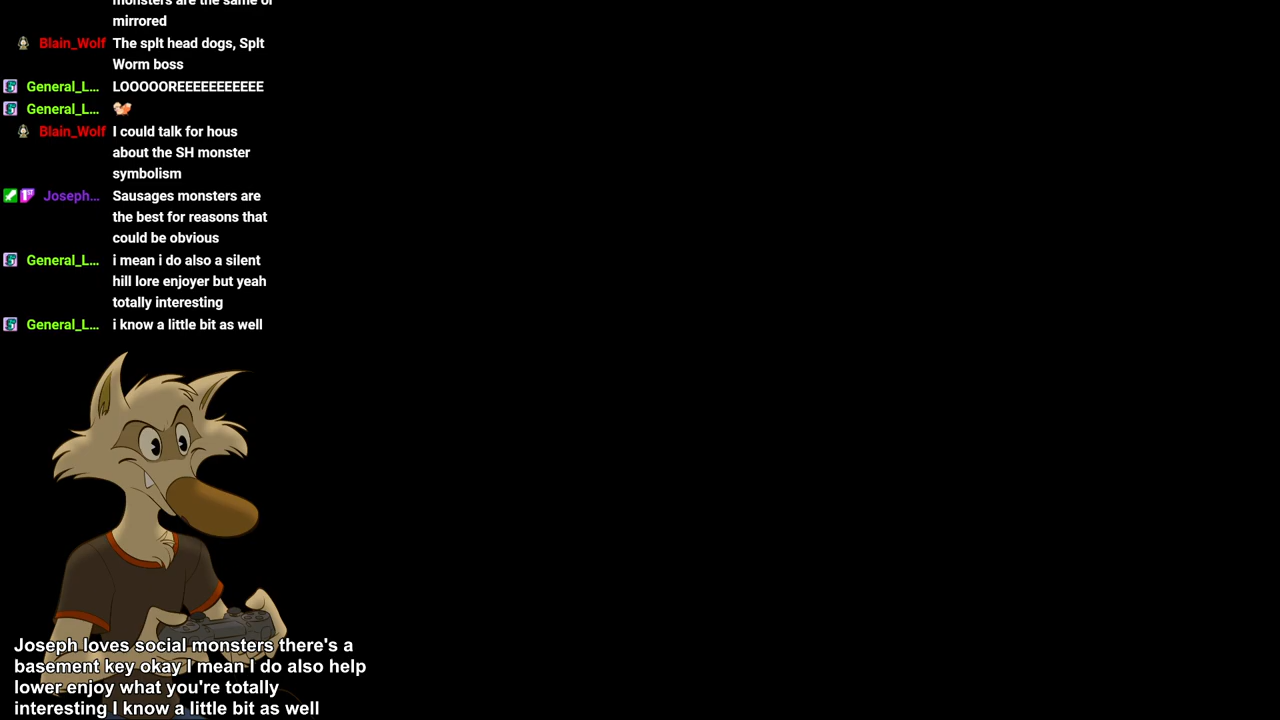 monsters are the same or
mirrored
Blain_Wolf The splt head dogs, Splt
Worm boss
General_L... LOOOOOREEEEEEEEEEE
General_L...
Blain_Wolf I could talk for hous
about the SH monster
symbolism
Joseph... Sausages monsters are
the best for reasons that
could be obvious
General_L... i mean i do also a silent
hill lore enjoyer but yeah
totally interesting
General_L... i know a little bit as well
Joseph loves social monsters there's a
basement key okay I mean I do also help
lower enjoy what you're totally
interesting I know a little bit as well